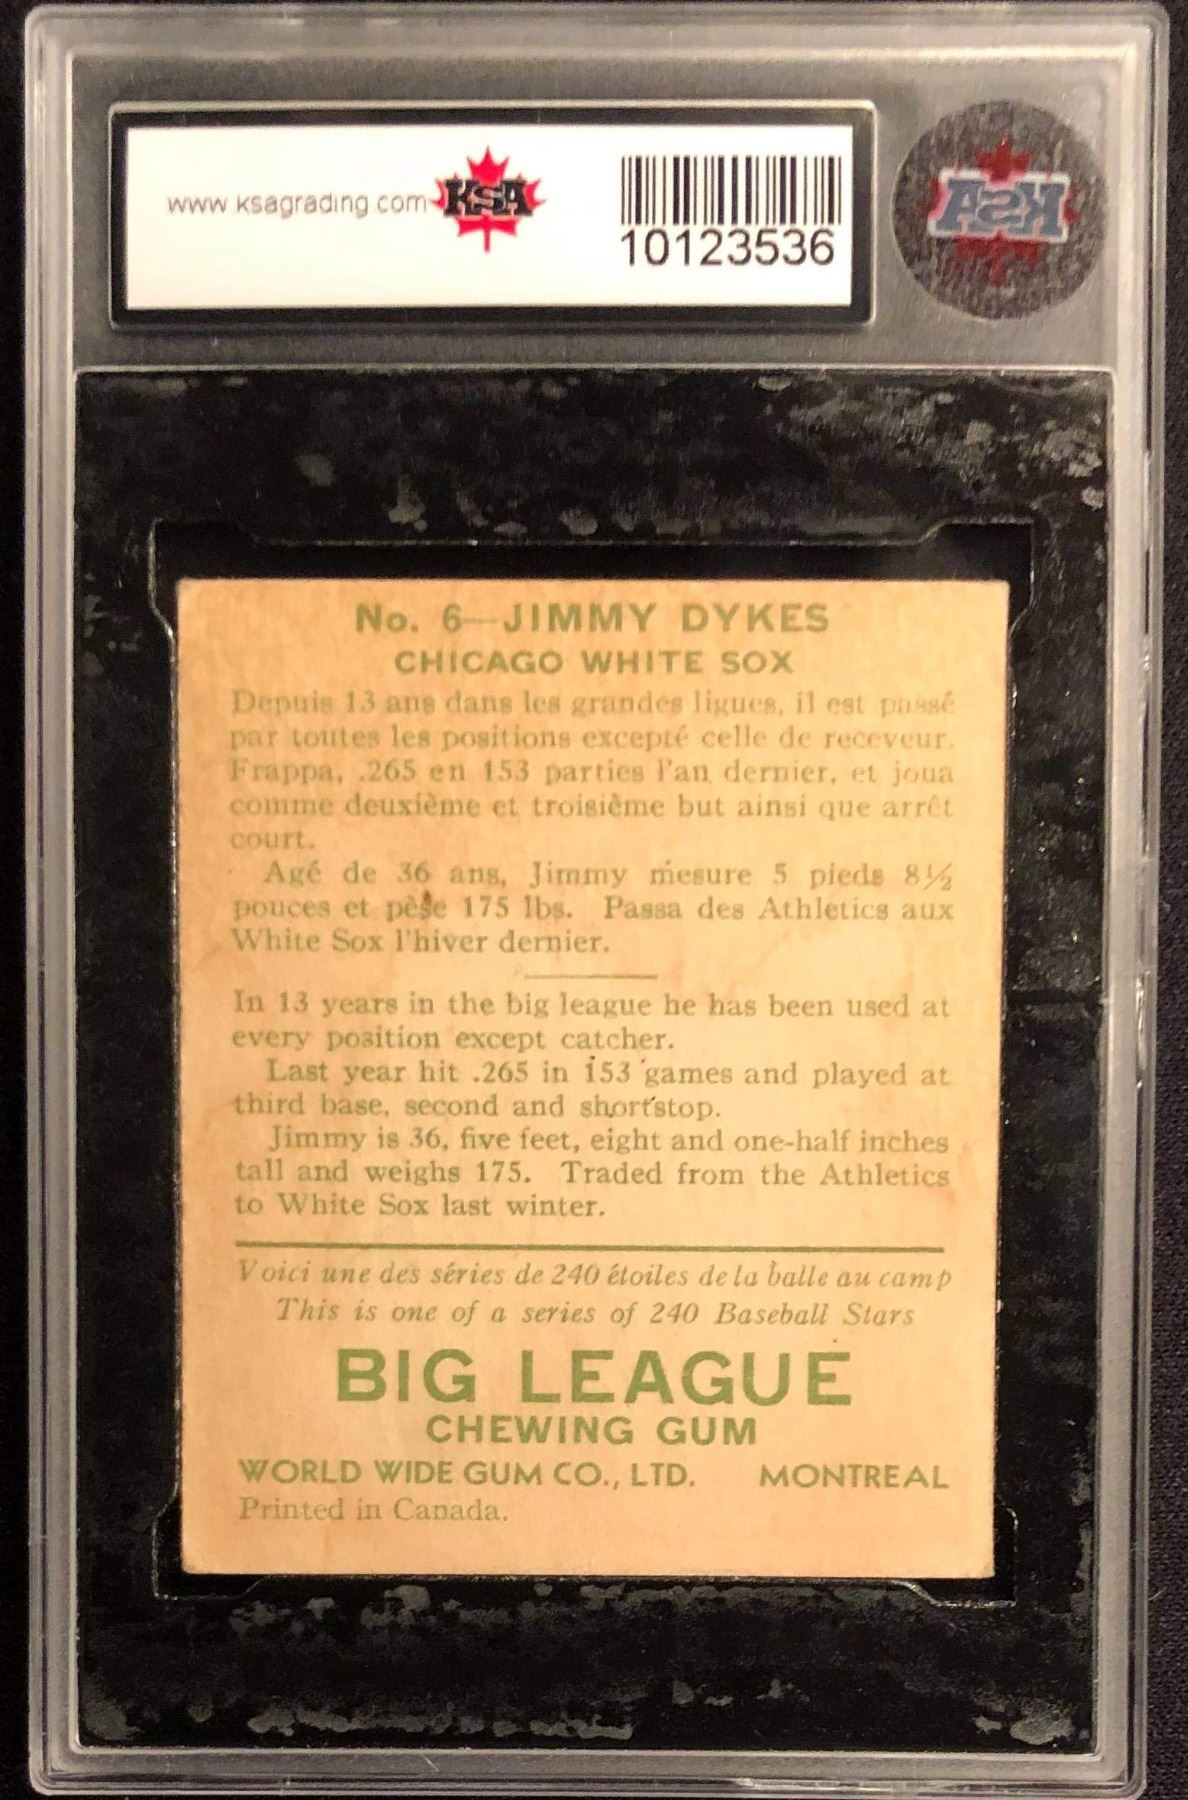 www.ksagrading.com
KSA
10123536
KSA
No. 6—JIMMY DYKES
CHICAGO WHITE SOX
Depuis 13 ans dans les grandes ligues, il est passé
par toutes les positions excepté celle de receveur.
Frappa, .265 en 153 parties l'an dernier, et joua
comme deuxième et troisième but ainsi que arrêt
court.
Agé de 36 ans, Jimmy mesure 5 pieds 8½
pouces et pèse 175 lbs. Passa des Athletics aux
White Sox l'hiver dernier.
In 13 years in the big league he has been used at
every position except catcher.
Last year hit .265 in 153 games and played at
third base, second and shortstop.
Jimmy is 36, five feet, eight and one-half inches
tall and weighs 175. Traded from the Athletics
to White Sox last winter.
Voici une des séries de 240 étoiles de la balle au camp
This is one of a series of 240 Baseball Stars
BIG LEAGUE
CHEWING GUM
WORLD WIDE GUM CO., LTD. MONTREAL
Printed in Canada.